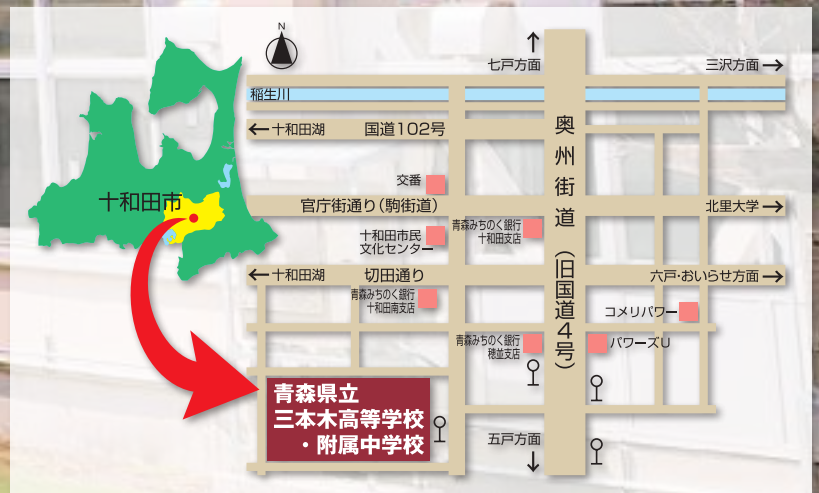 N
七戸方面
三沢方面
稲生川
十和田湖
国道102号
奥州街道（旧国道4号）
交番
十和田市
官庁街通り（駒街道）
北里大学
青森みちのく銀行
十和田支店
十和田市民
文化センター
十和田湖
切田通り
六戸・おいらせ方面
青森みちのく銀行
十和田南支店
コメリパワー
青森みちのく銀行
穂並支店
パワーズU
青森県立
三本木高等学校
・附属中学校
五戸方面